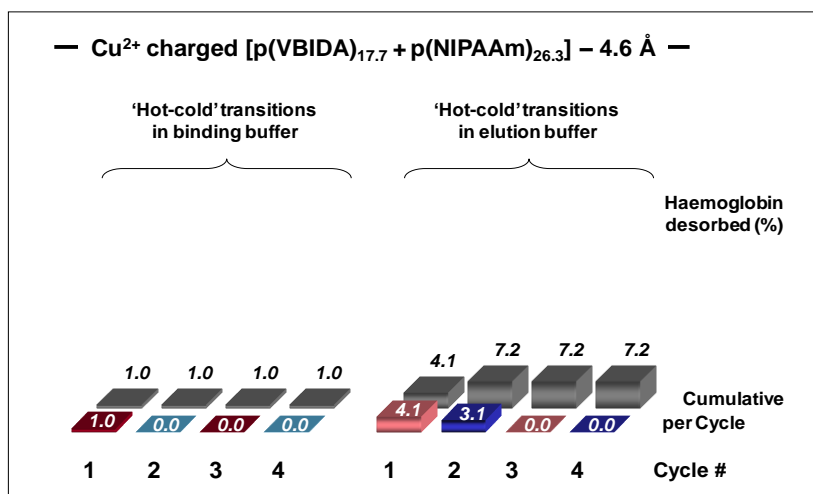 — Cu²⁺ charged [p(VBIDA)₁₇.₇ + p(NIPAAm)₂₆.₃] – 4.6 Å —
‘Hot-cold’ transitions
in binding buffer
‘Hot-cold’ transitions
in elution buffer
Haemoglobin
desorbed (%)
1.0 1.0 1.0 1.0 4.1 7.2 7.2 7.2
Cumulative
1.0 0.0 0.0 0.0 4.1 3.1 0.0 0.0
per Cycle
1 2 3 4 1 2 3 4 Cycle #